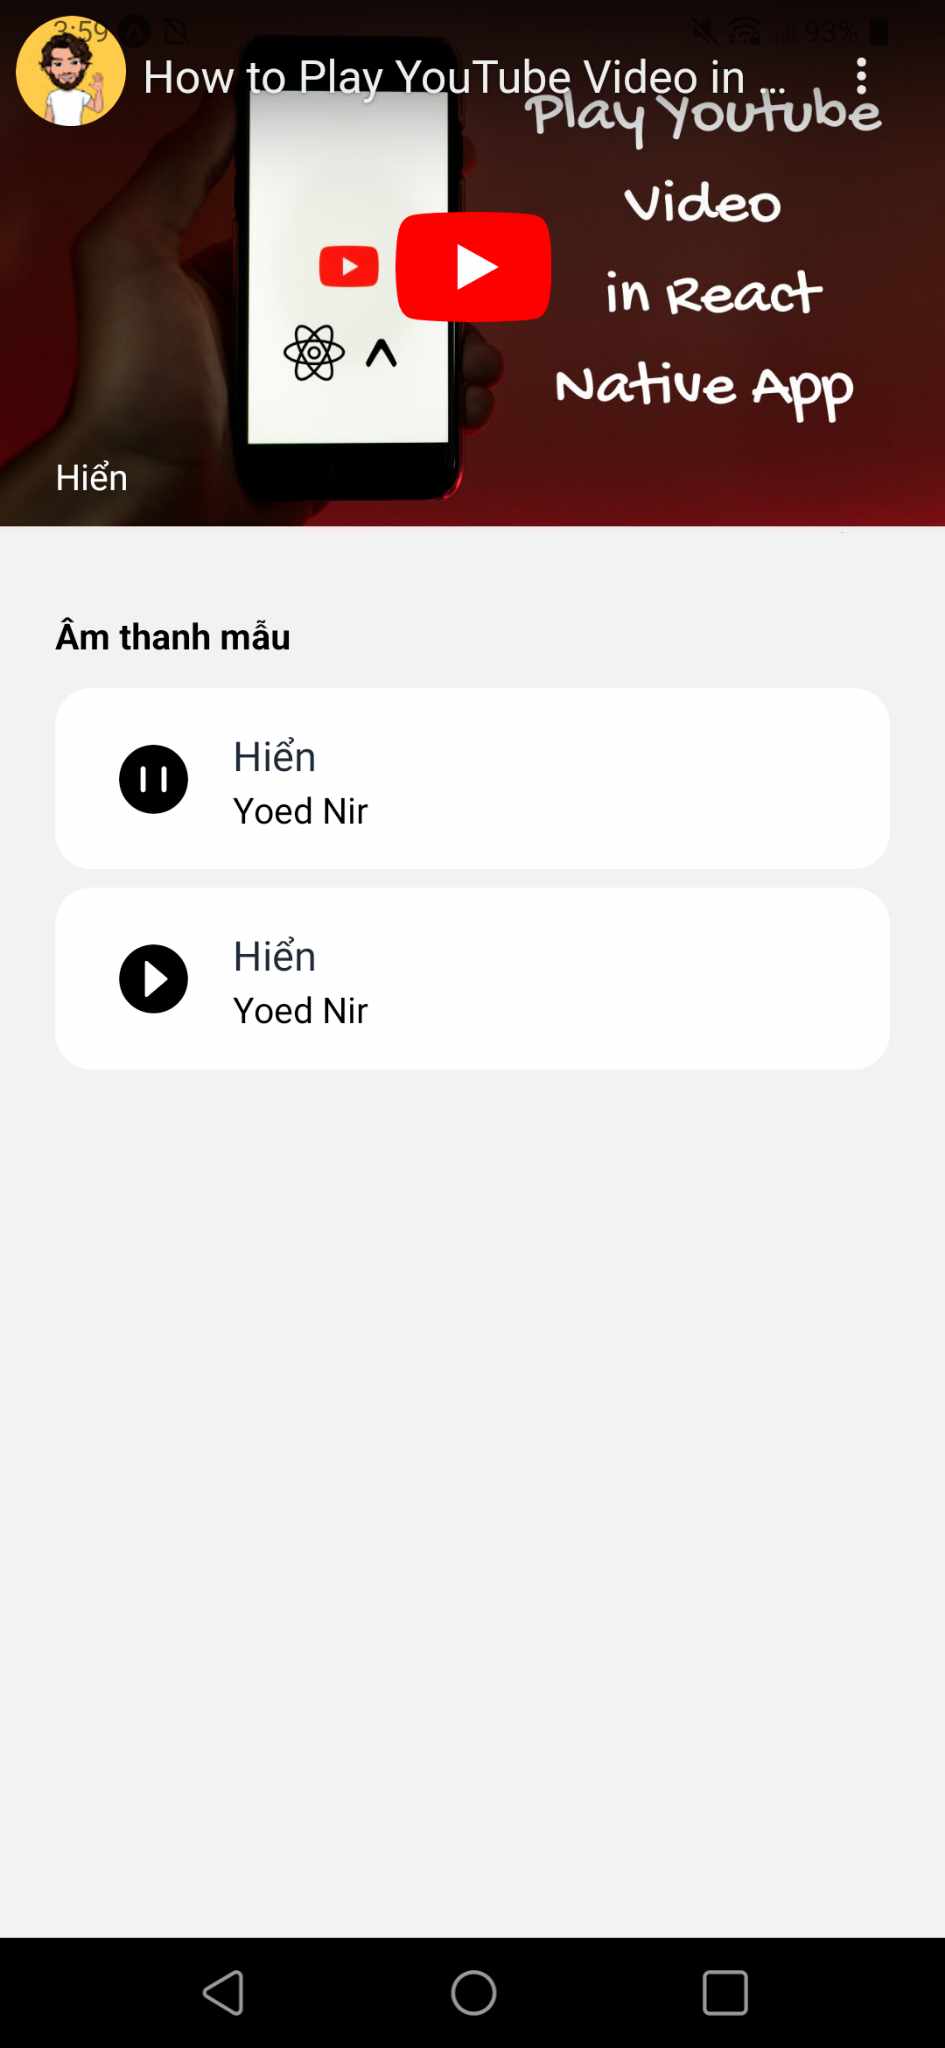 3:59
93%
How to Play YouTube Video in ...
Play Youtube
Video
in React
Native App
Hiển
Âm thanh mẫu
Hiển
Yoed Nir
Hiển
Yoed Nir